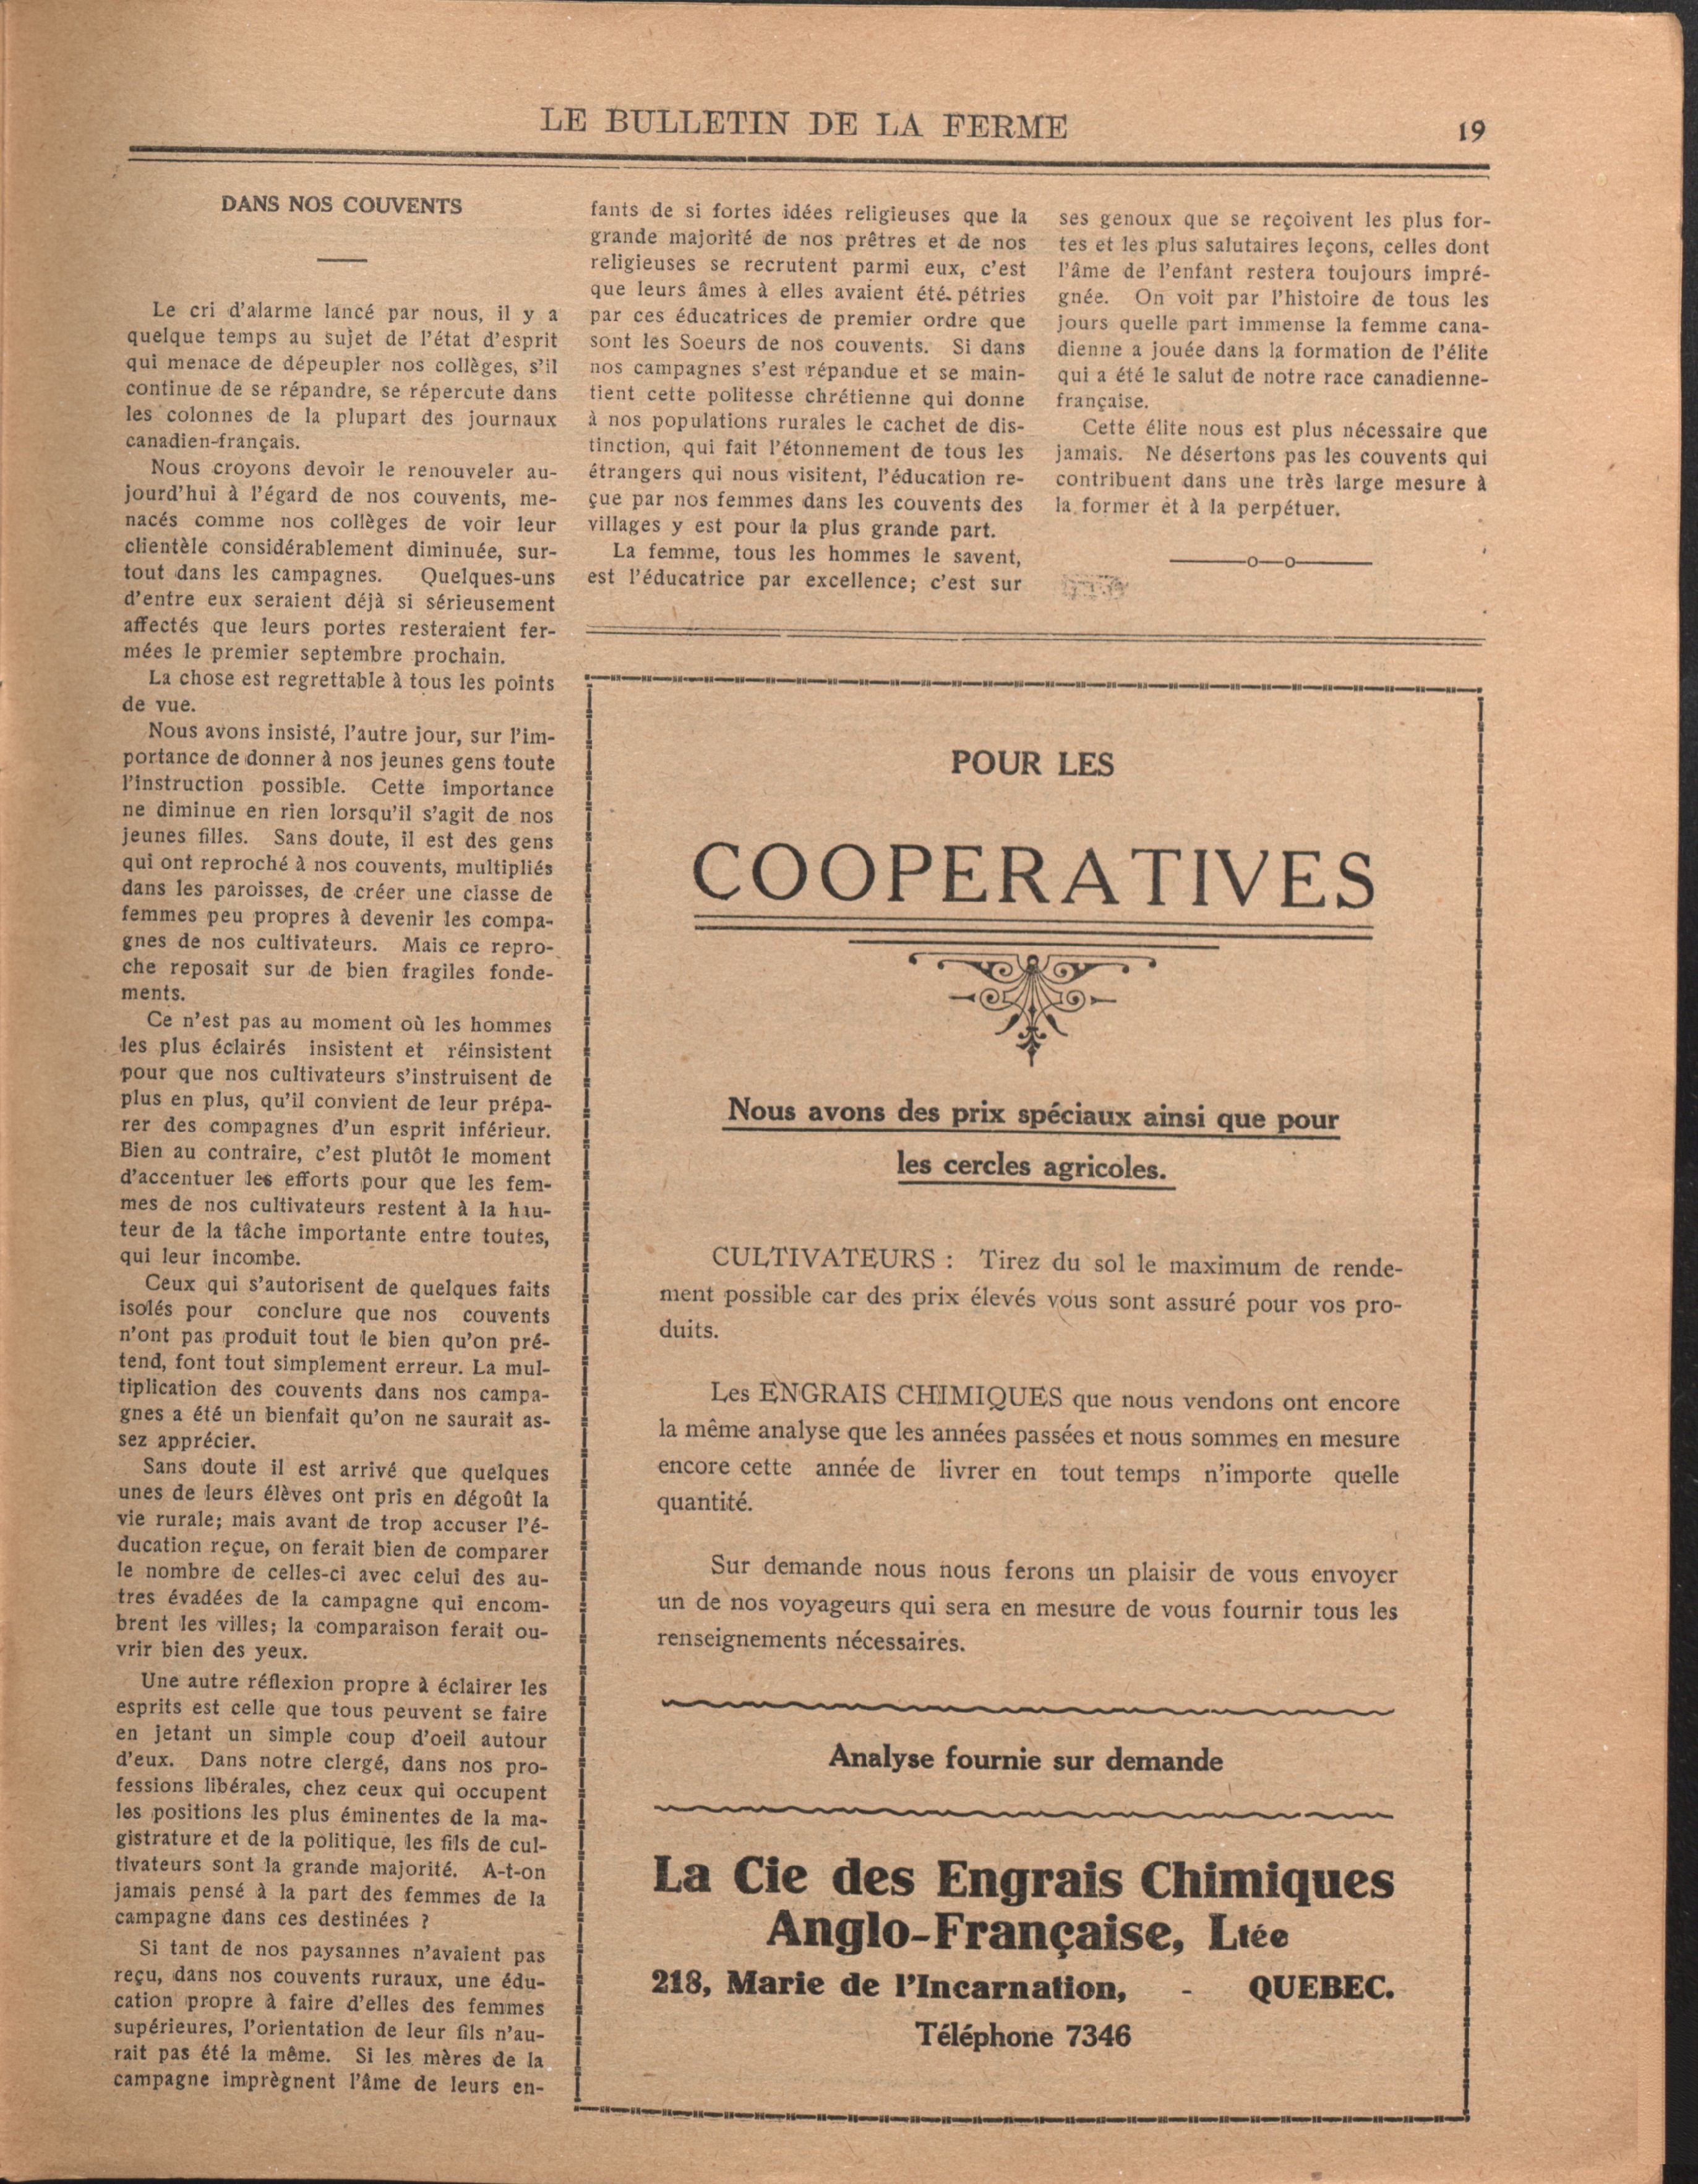 LE BULLETIN DE LA FERME
19
DANS NOS COUVENTS
Le cri d'alarme lancé par nous, il y a
quelque temps au sujet de l'état d'esprit
qui menace de dépeupler nos collèges, s'il
continue de se répandre, se répercute dans
les colonnes de la plupart des journaux
canadien-français.
Nous croyons devoir le renouveler au-
jourd'hui à l'égard de nos couvents, me-
nacés comme nos collèges de voir leur
clientèle considérablement diminuée, sur-
tout dans les campagnes. Quelques-uns
d'entre eux seraient déjà si sérieusement
affectés que leurs portes resteraient fer-
mées le premier septembre prochain.
La chose est regrettable à tous les points
de vue.
Nous avons insisté, l'autre jour, sur l'im-
portance de donner à nos jeunes gens toute
l'instruction possible. Cette importance
ne diminue en rien lorsqu'il s'agit de nos
jeunes filles. Sans doute, il est des gens
qui ont reproché à nos couvents, multipliés
dans les paroisses, de créer une classe de
femmes peu propres à devenir les compa-
gnes de nos cultivateurs. Mais ce repro-
che reposait sur de bien fragiles fonde-
ments.
Ce n'est pas au moment où les hommes
les plus éclairés insistent et réinsistent
pour que nos cultivateurs s'instruisent de
plus en plus, qu'il convient de leur prépa-
rer des compagnes d'un esprit inférieur.
Bien au contraire, c'est plutôt le moment
d'accentuer les efforts pour que les fem-
mes de nos cultivateurs restent à la hau-
teur de la tâche importante entre toutes,
qui leur incombe.
Ceux qui s'autorisent de quelques faits
isolés pour conclure que nos couvents
n'ont pas produit tout le bien qu'on pré-
tend, font tout simplement erreur. La mul-
tiplication des couvents dans nos campa-
gnes a été un bienfait qu'on ne saurait as-
sez apprécier.
Sans doute il est arrivé que quelques
unes de leurs élèves ont pris en dégoût la
vie rurale; mais avant de trop accuser l'é-
ducation reçue, on ferait bien de comparer
le nombre de celles-ci avec celui des au-
tres évadées de la campagne qui encom-
brent les villes; la comparaison ferait ou-
vrir bien des yeux.
Une autre réflexion propre à éclairer les
esprits est celle que tous peuvent se faire
en jetant un simple coup d'oeil autour
d'eux. Dans notre clergé, dans nos pro-
fessions libérales, chez ceux qui occupent
les positions les plus éminentes de la ma-
gistrature et de la politique, les fils de cul-
tivateurs sont la grande majorité. A-t-on
jamais pensé à la part des femmes de la
campagne dans ces destinées ?
Si tant de nos paysannes n'avaient pas
reçu, dans nos couvents ruraux, une édu-
cation propre à faire d'elles des femmes
supérieures, l'orientation de leur fils n'au-
rait pas été la même. Si les mères de la
campagne imprègnent l'âme de leurs en-
fants de si fortes idées religieuses que la
grande majorité de nos prêtres et de nos
religieuses se recrutent parmi eux, c'est
que leurs âmes à elles avaient été pétries
par ces éducatrices de premier ordre que
sont les Soeurs de nos couvents. Si dans
nos campagnes s'est répandue et se main-
tient cette politesse chrétienne qui donne
à nos populations rurales le cachet de dis-
tinction, qui fait l'étonnement de tous les
étrangers qui nous visitent, l'éducation re-
çue par nos femmes dans les couvents des
villages y est pour la plus grande part.
La femme, tous les hommes le savent,
est l'éducatrice par excellence; c'est sur
ses genoux que se reçoivent les plus for-
tes et les plus salutaires leçons, celles dont
l'âme de l'enfant restera toujours impré-
gnée. On voit par l'histoire de tous les
jours quelle part immense la femme cana-
dienne a jouée dans la formation de l'élite
qui a été le salut de notre race canadienne-
française.
Cette élite nous est plus nécessaire que
jamais. Ne désertons pas les couvents qui
contribuent dans une très large mesure à
la former et à la perpétuer.
POUR LES
COOPERATIVES
Nous avons des prix spéciaux ainsi que pour
les cercles agricoles.
CULTIVATEURS : Tirez du sol le maximum de rende-
ment possible car des prix élevés vous sont assuré pour vos pro-
duits.
Les ENGRAIS CHIMIQUES que nous vendons ont encore
la même analyse que les années passées et nous sommes en mesure
encore cette année de livrer en tout temps n'importe quelle
quantité.
Sur demande nous nous ferons un plaisir de vous envoyer
un de nos voyageurs qui sera en mesure de vous fournir tous les
renseignements nécessaires.
Analyse fournie sur demande
La Cie des Engrais Chimiques
Anglo-Française, Ltée
218, Marie de l'Incarnation, - QUEBEC.
Téléphone 7346